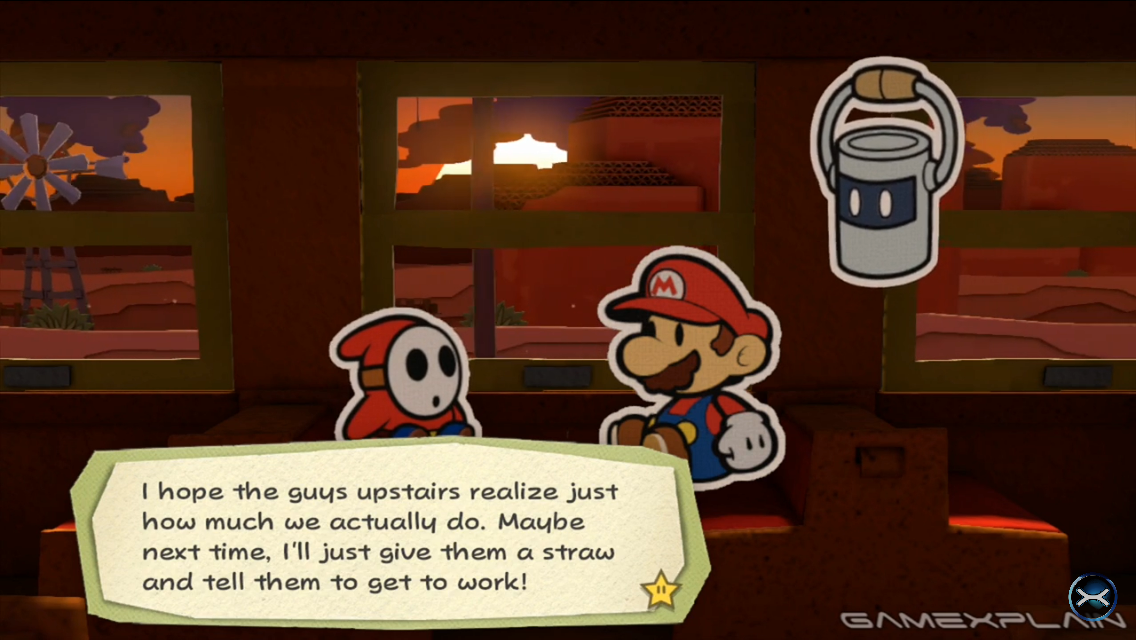 M
I hope the guys upstairs realize just
how much we actually do. Maybe
next time, I'll just give them a straw
and tell them to get to work!
GAMEXPLAIN